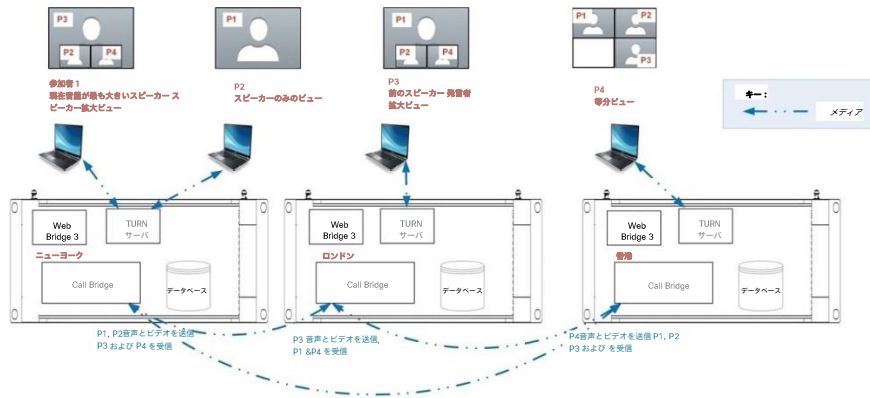 P3
P2
P4
P1
P1
P2
P4
P1
P2
P3
参加者 1
現在音量が最も大きいスピーカー ス
ピーカー拡大ビュー
P2
スピーカーのみのビュー
P3
前のスピーカー 発言者
拡大ビュー
P4
等分ビュー
キー：
メディア
Web
Bridge 3
TURN
サーバ
ニューヨーク
Call Bridge
データベース
Web
Bridge 3
TURN
サーバ
ロンドン
Call Bridge
データベース
Web
Bridge 3
TURN
サーバ
香港
Call Bridge
データベース
P1, P2音声とビデオを送信
P3 および P4 を受信
P3 音声とビデオを送信,
P1 &P4 を受信
P4音声とビデオを送信 P1, P2
P3 および を受信